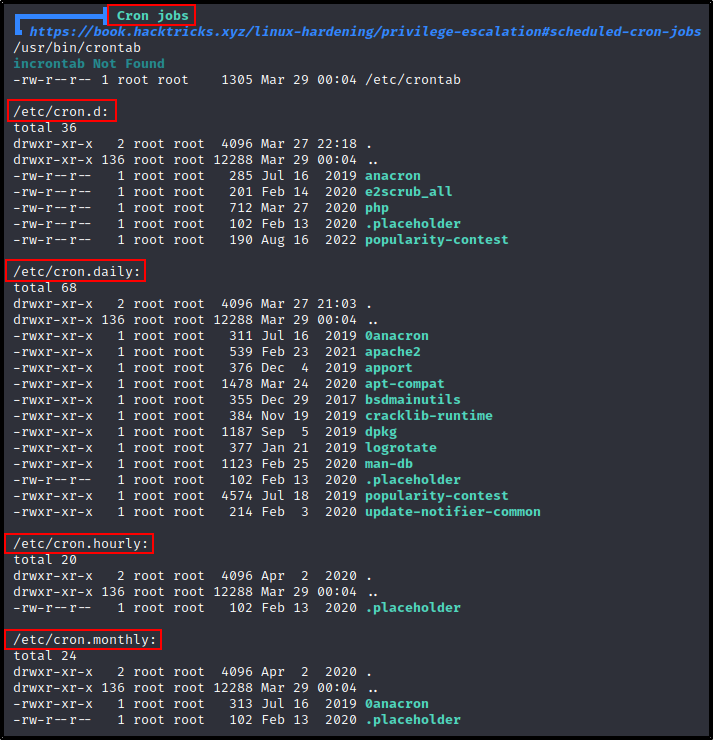 Cron jobs
https://book.hacktricks.xyz/linux-hardening/privilege-escalation#scheduled-cron-jobs
/usr/bin/crontab
incrontab Not Found
-rw-r--r-- 1 root root    1305 Mar 29 00:04 /etc/crontab
/etc/cron.d:
total 36
drwxr-xr-x   2 root root  4096 Mar 27 22:18 .
drwxr-xr-x 136 root root 12288 Mar 29 00:04 ..
-rw-r--r--   1 root root   285 Jul 16  2019 anacron
-rw-r--r--   1 root root   201 Feb 14  2020 e2scrub_all
-rw-r--r--   1 root root   712 Mar 27  2020 php
-rw-r--r--   1 root root   102 Feb 13  2020 .placeholder
-rw-r--r--   1 root root   190 Aug 16  2022 popularity-contest
/etc/cron.daily:
total 68
drwxr-xr-x   2 root root  4096 Mar 27 21:03 .
drwxr-xr-x 136 root root 12288 Mar 29 00:04 ..
-rwxr-xr-x   1 root root   311 Jul 16  2019 0anacron
-rwxr-xr-x   1 root root   539 Feb 23  2021 apache2
-rwxr-xr-x   1 root root   376 Dec  4  2019 apport
-rwxr-xr-x   1 root root  1478 Mar 24  2020 apt-compat
-rwxr-xr-x   1 root root   355 Dec 29  2017 bsdmainutils
-rwxr-xr-x   1 root root   384 Nov 19  2019 cracklib-runtime
-rwxr-xr-x   1 root root  1187 Sep  5  2019 dpkg
-rwxr-xr-x   1 root root   377 Jan 21  2019 logrotate
-rwxr-xr-x   1 root root  1123 Feb 25  2020 man-db
-rw-r--r--   1 root root   102 Feb 13  2020 .placeholder
-rwxr-xr-x   1 root root  4574 Jul 18  2019 popularity-contest
-rwxr-xr-x   1 root root   214 Feb  3  2020 update-notifier-common
/etc/cron.hourly:
total 20
drwxr-xr-x   2 root root  4096 Apr  2  2020 .
drwxr-xr-x 136 root root 12288 Mar 29 00:04 ..
-rw-r--r--   1 root root   102 Feb 13  2020 .placeholder
/etc/cron.monthly:
total 24
drwxr-xr-x   2 root root  4096 Apr  2  2020 .
drwxr-xr-x 136 root root 12288 Mar 29 00:04 ..
-rwxr-xr-x   1 root root   313 Jul 16  2019 0anacron
-rw-r--r--   1 root root   102 Feb 13  2020 .placeholder